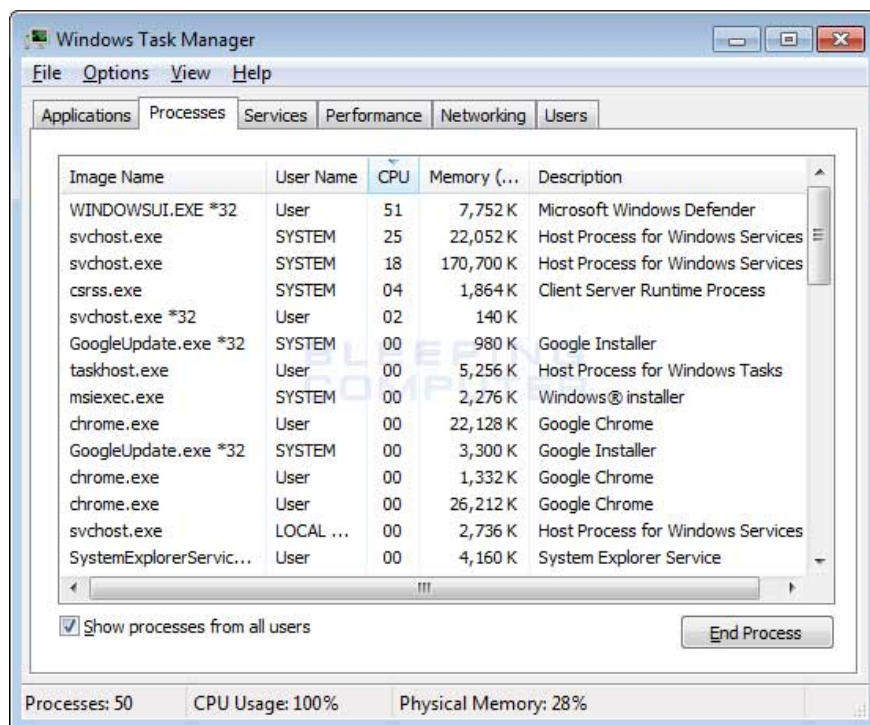 Windows Task Manager
File Options View Help
Applications Processes Services Performance Networking Users
Image Name User Name CPU Memory (... Description
WINDOWSUI.EXE *32 User 51 7,752 K Microsoft Windows Defender
svchost.exe SYSTEM 25 22,052 K Host Process for Windows Services
svchost.exe SYSTEM 18 170,700 K Host Process for Windows Services
csrss.exe SYSTEM 04 1,864 K Client Server Runtime Process
svchost.exe *32 User 02 140 K
GoogleUpdate.exe *32 SYSTEM 00 980 K Google Installer
taskhost.exe User 00 5,256 K Host Process for Windows Tasks
msiexec.exe SYSTEM 00 2,276 K Windows® installer
chrome.exe User 00 22,128 K Google Chrome
GoogleUpdate.exe *32 SYSTEM 00 3,300 K Google Installer
chrome.exe User 00 1,332 K Google Chrome
chrome.exe User 00 26,212 K Google Chrome
svchost.exe LOCAL ... 00 2,736 K Host Process for Windows Services
SystemExplorerServic... User 00 4,160 K System Explorer Service
BLEEPING
COMPUTER
Show processes from all users
End Process
Processes: 50 CPU Usage: 100% Physical Memory: 28%